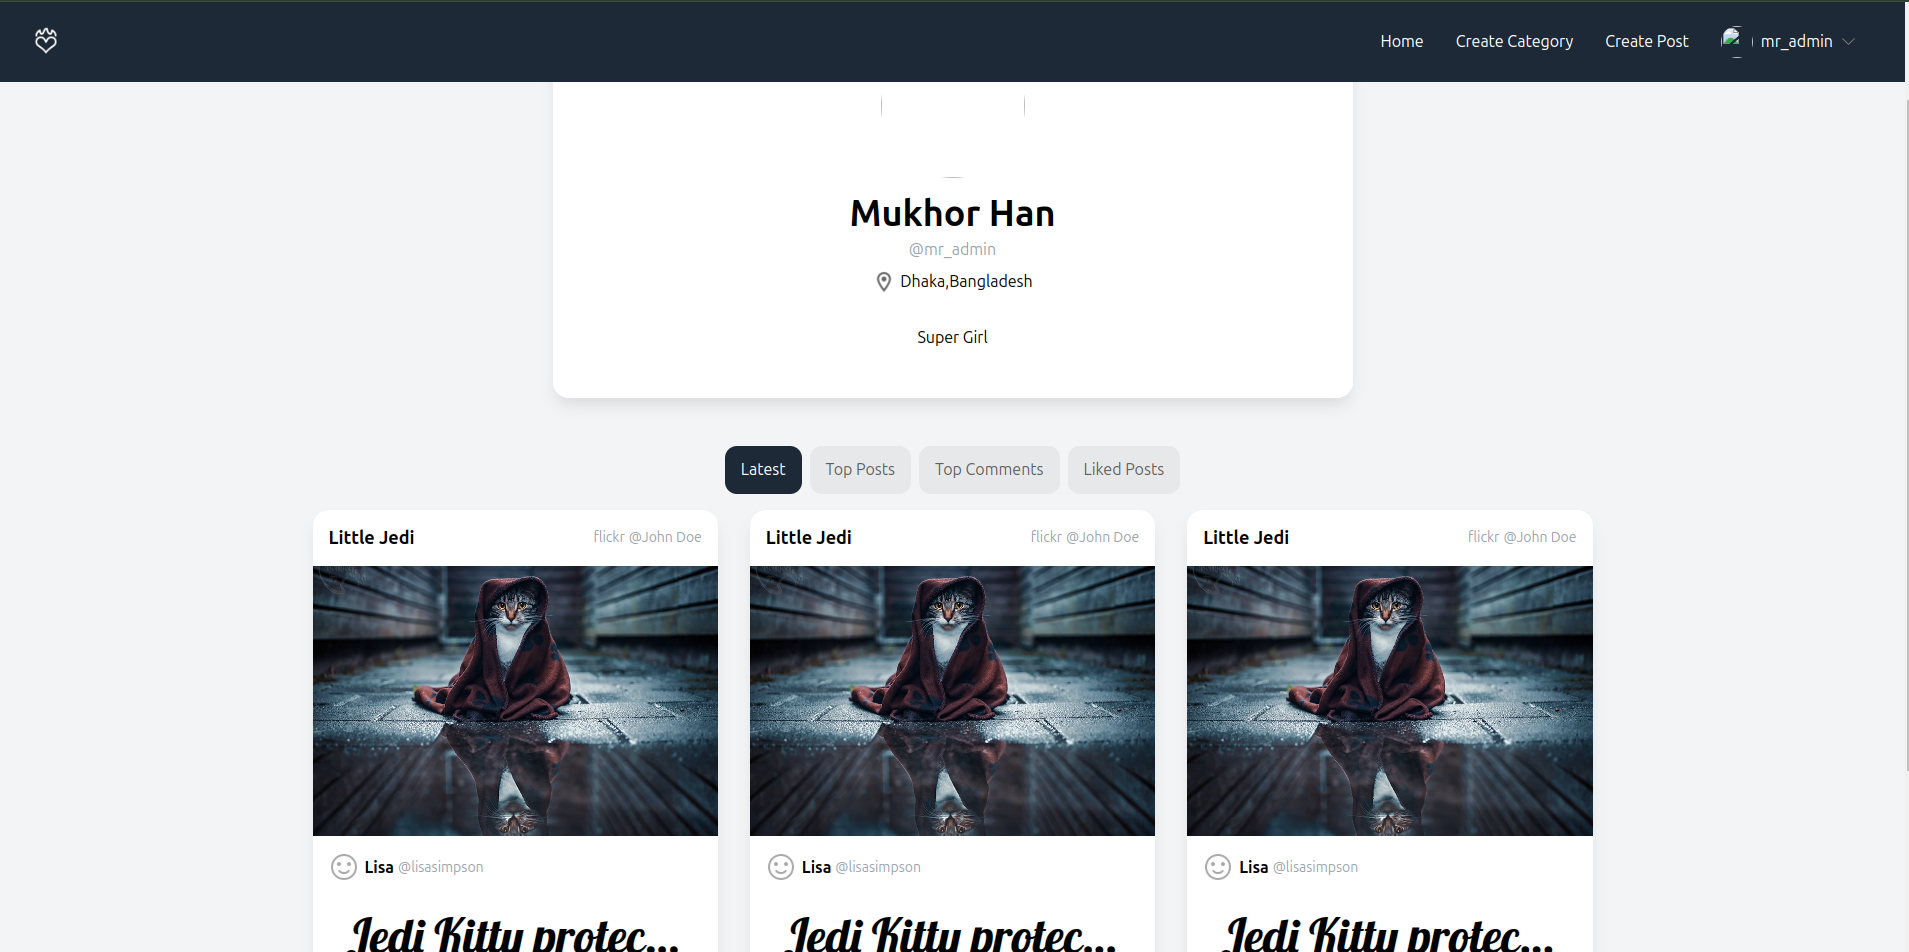 Home Create Category Create Post mr_admin
Mukhor Han
@mr_admin
Dhaka,Bangladesh
Super Girl
Latest Top Posts Top Comments Liked Posts
Little Jedi flickr @John Doe
Lisa @lisasimpson
Jedi Kitty protec...
Little Jedi flickr @John Doe
Lisa @lisasimpson
Jedi Kitty protec...
Little Jedi flickr @John Doe
Lisa @lisasimpson
Jedi Kitty protec...